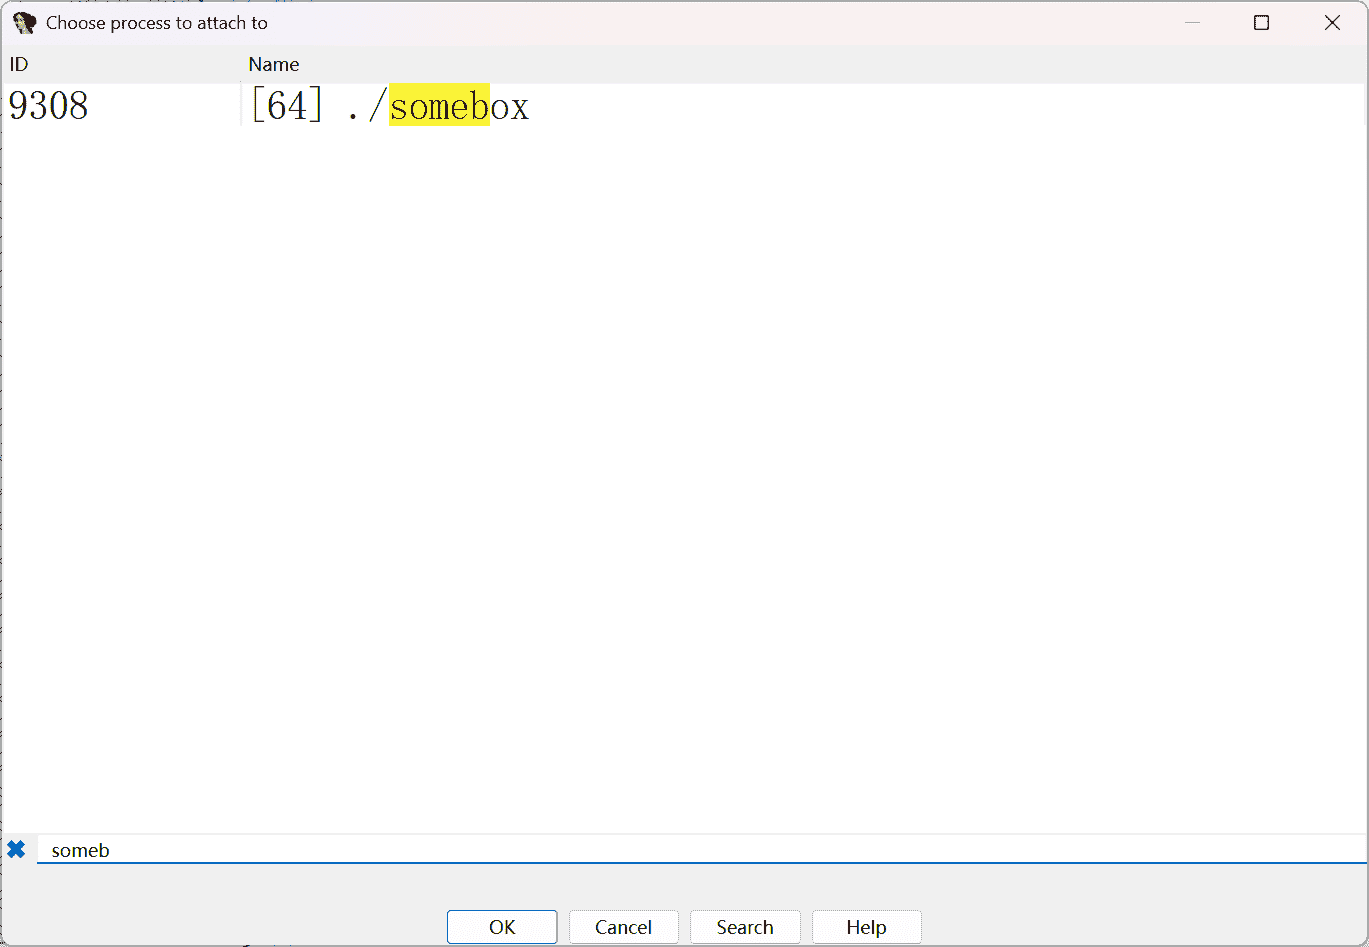 Choose process to attach to
ID Name
9308 [64] ./somebox
someb
OK Cancel Search Help